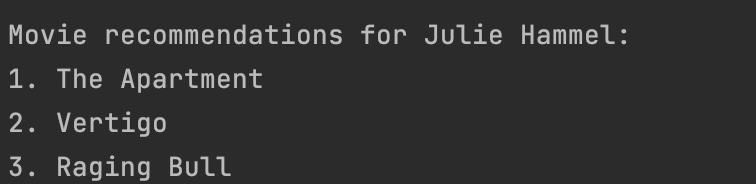 Movie recommendations for Julie Hammel:
1. The Apartment
2. Vertigo
3. Raging Bull